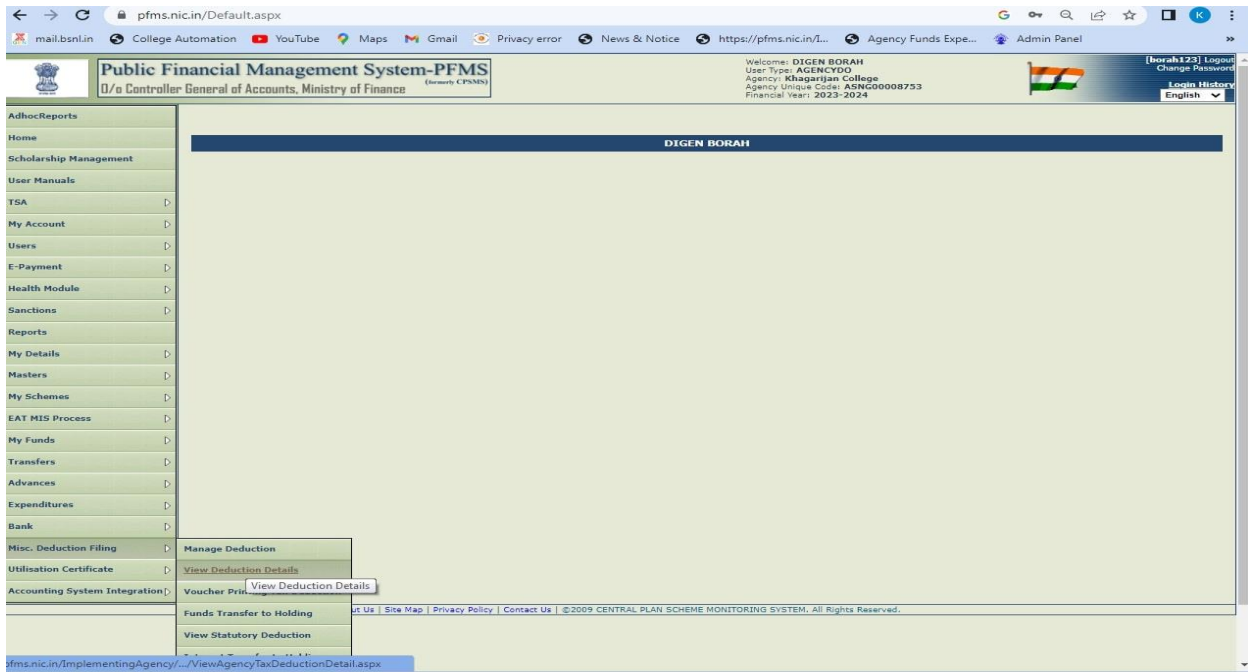 pfms.nic.in/Default.aspx
G
K
mail.bsnl.in College Automation YouTube Maps Gmail Privacy error News & Notice https://pfms.nic.in/I... Agency Funds Expe... Admin Panel »
Public Financial Management System-PFMS
(formerly CPSMS)
O/o Controller General of Accounts, Ministry of Finance
Welcome: DIGEN BORAH
User Type: AGENCYDO
Agency: Khagarijan College
Agency Unique Code: ASNG00008753
Financial Year: 2023-2024
[borah123] Logout
Change Password
Login History
English
AdhocReports
Home
DIGEN BORAH
Scholarship Management
User Manuals
TSA
My Account
Users
E-Payment
Health Module
Sanctions
Reports
My Details
Masters
My Schemes
EAT MIS Process
My Funds
Transfers
Advances
Expenditures
Bank
Misc. Deduction Filing
Manage Deduction
Utilisation Certificate
View Deduction Details
View Deduction Details
Accounting System Integration
Voucher
Funds Transfer to Holding
ut Us | Site Map | Privacy Policy | Contact Us | ©2009 CENTRAL PLAN SCHEME MONITORING SYSTEM. All Rights Reserved.
View Statutory Deduction
pfms.nic.in/ImplementingAgency/.../ViewAgencyTaxDeductionDetail.aspx